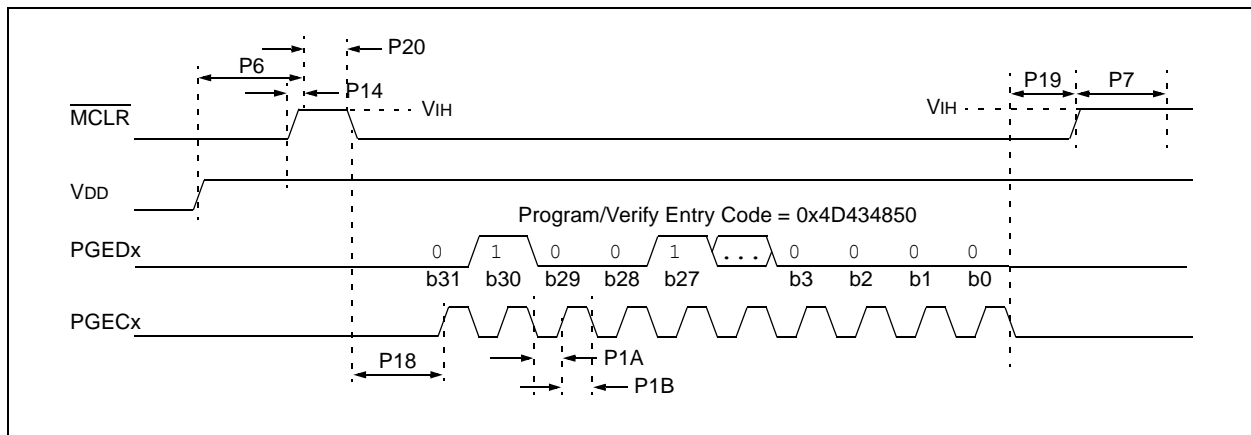 P20
P6
P14
P19 P7
MCLR
VIH
VIH
VDD
Program/Verify Entry Code = 0x4D434850
PGEDx
0 1 0 0 1 ... 0 0 0 0
b31 b30 b29 b28 b27 b3 b2 b1 b0
PGECx
P18
P1A
P1B